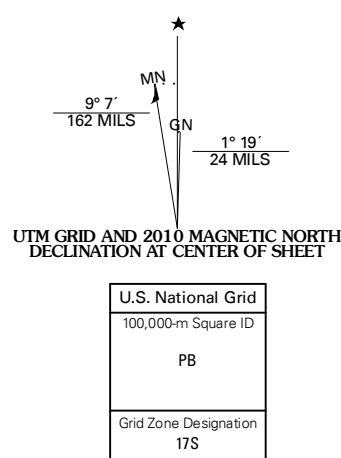 MN
9° 7´
162 MILS
GN
1° 19´
24 MILS
UTM GRID AND 2010 MAGNETIC NORTH
DECLINATION AT CENTER OF SHEET
U.S. National Grid
100,000-m Square ID
PB
Grid Zone Designation
17S